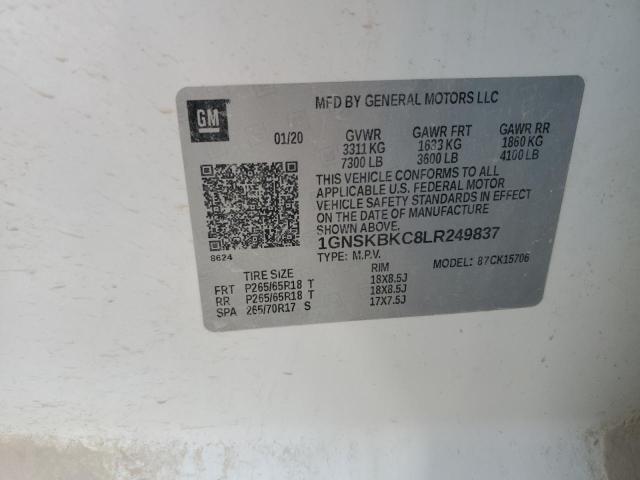 GM
MFD BY GENERAL MOTORS LLC
01/20 GVWR GAWR FRT GAWR RR
3311 KG 1633 KG 1860 KG
7300 LB 3600 LB 4100 LB
THIS VEHICLE CONFORMS TO ALL
APPLICABLE U.S. FEDERAL MOTOR
VEHICLE SAFETY STANDARDS IN EFFECT
ON THE DATE OF MANUFACTURE
SHOWN ABOVE.
1GNSKBKC8LR249837
8624
TYPE: M.P.V. MODEL: 87CK15706
TIRE SIZE RIM
FRT P265/65R18 T 18X8.5J
RR P265/65R18 T 18X8.5J
SPA 265/70R17 S 17X7.5J